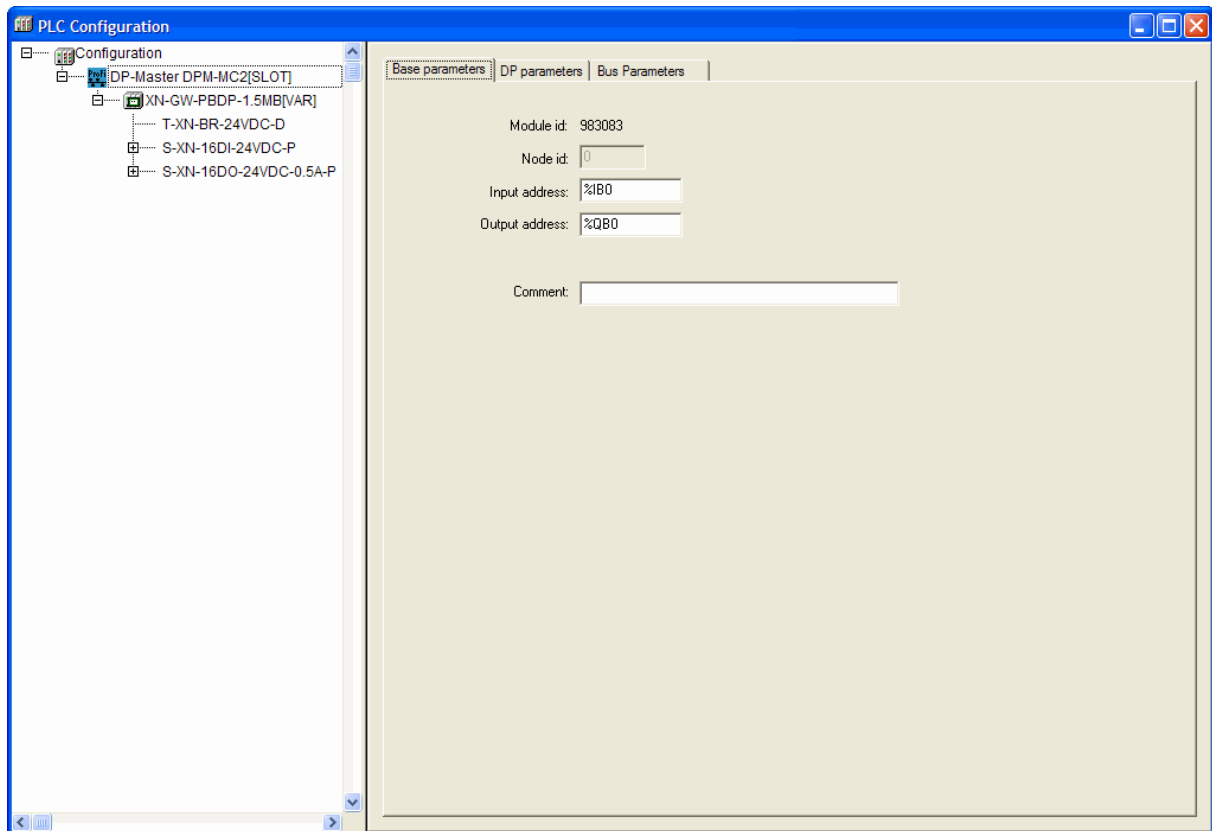 PLC Configuration
Configuration
DP-Master DPM-MC2[SLOT]
XN-GW-PBDP-1.5MB[VAR]
T-XN-BR-24VDC-D
S-XN-16DI-24VDC-P
S-XN-16DO-24VDC-0.5A-P
Base parameters DP parameters Bus Parameters
Module id: 983083
Node id: 0
Input address: %IB0
Output address: %QB0
Comment: